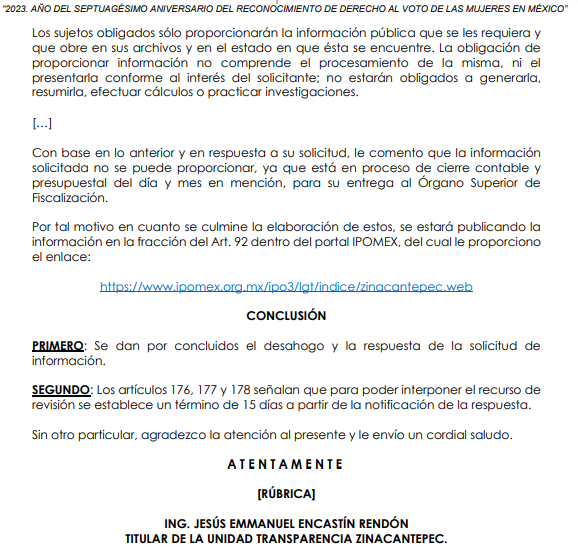 "2023. AÑO DEL SEPTUAGÉSIMO ANIVERSARIO DEL RECONOCIMIENTO DE DERECHO AL VOTO DE LAS MUJERES EN MÉXICO"
Los sujetos obligados sólo proporcionarán la información pública que se les requiera y
que obre en sus archivos y en el estado en que ésta se encuentre. La obligación de
proporcionar información no comprende el procesamiento de la misma, ni el
presentarla conforme al interés del solicitante; no estarán obligados a generarla,
resumirla, efectuar cálculos o practicar investigaciones.
[...]
Con base en lo anterior y en respuesta a su solicitud, le comento que la información
solicitada no se puede proporcionar, ya que está en proceso de cierre contable y
presupuestal del día y mes en mención, para su entrega al Órgano Superior de
Fiscalización.
Por tal motivo en cuanto se culmine la elaboración de estos, se estará publicando la
información en la fracción del Art. 92 dentro del portal IPOMEX, del cual le proporciono
el enlace:
https://www.ipomex.org.mx/ipo3/lgt/indice/zinacantepec.web
CONCLUSIÓN
PRIMERO: Se dan por concluidos el desahogo y la respuesta de la solicitud de
información.
SEGUNDO: Los artículos 176, 177 y 178 señalan que para poder interponer el recurso de
revisión se establece un término de 15 días a partir de la notificación de la respuesta.
Sin otro particular, agradezco la atención al presente y le envío un cordial saludo.
A T E N T A M E N T E
[RÚBRICA]
ING. JESÚS EMMANUEL ENCASTÍN RENDÓN
TITULAR DE LA UNIDAD TRANSPARENCIA ZINACANTEPEC.